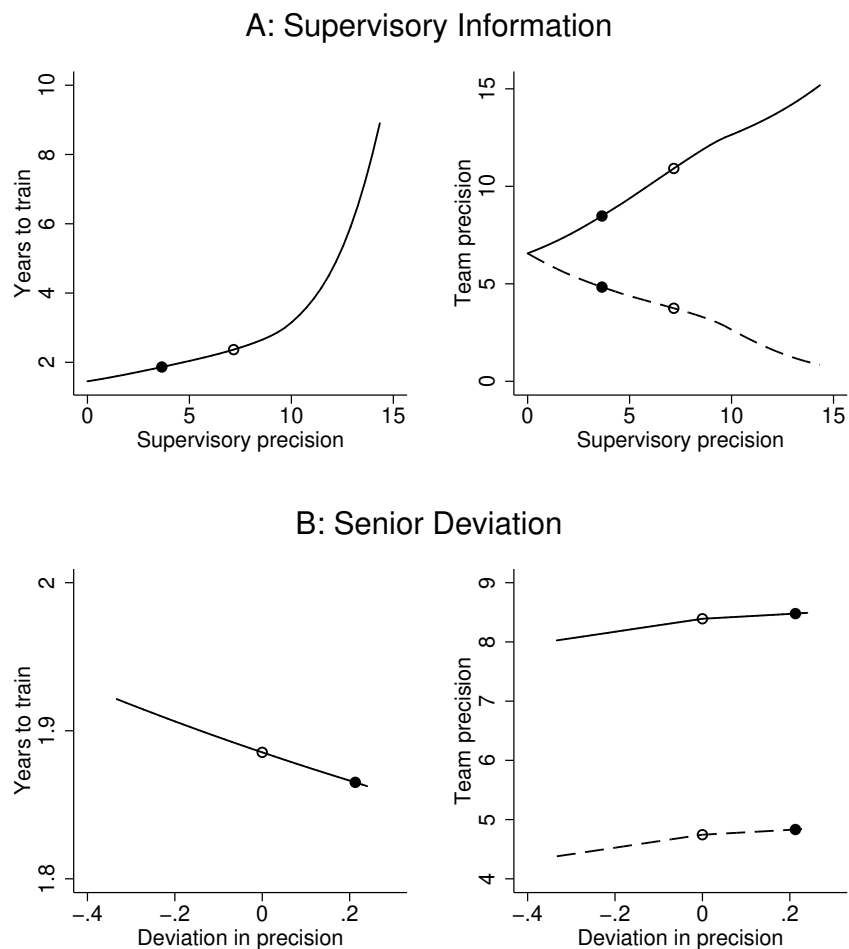 A: Supervisory Information
10
8
6
4
2
Years to train
0 5 10 15
Supervisory precision
15
10
5
0
Team precision
0 5 10 15
Supervisory precision
B: Senior Deviation
2
1.9
1.8
Years to train
−.4 −.2 0 .2
Deviation in precision
9
8
7
6
5
4
Team precision
−.4 −.2 0 .2
Deviation in precision